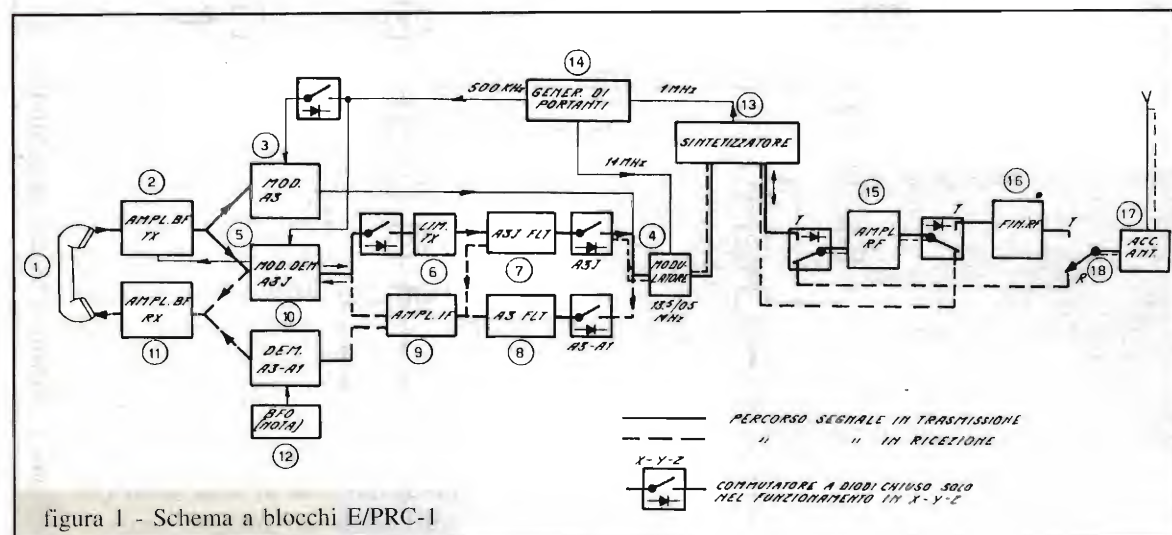 14
500 KHz
GENER. DI
PORTANTI
1 MHz
13
SINTETIZZATORE
14 MHz
3
MOD.
A3
2
AMPL. BF
TX
5
MOD. DEM
A3J
10
1
AMPL. BF
RX
11
DEM.
A3-A1
BFO
(NOTA)
12
LIM.
TX
6
A3J FLT
7
A3J
AMPL. IF
9
A3 FLT
8
A3-A1
4
MODU-
LATORE
13,5/0,5
MHz
T
15
AMPL
RF
T
16
FIN. RF
T
R
18
17
ACC.
ANT.
PERCORSO SEGNALE IN TRASMISSIONE
" " IN RICEZIONE
X-Y-Z
COMMUTATORE A DIODI CHIUSO SOLO
NEL FUNZIONAMENTO IN X-Y-Z
figura 1 - Schema a blocchi E/PRC-1